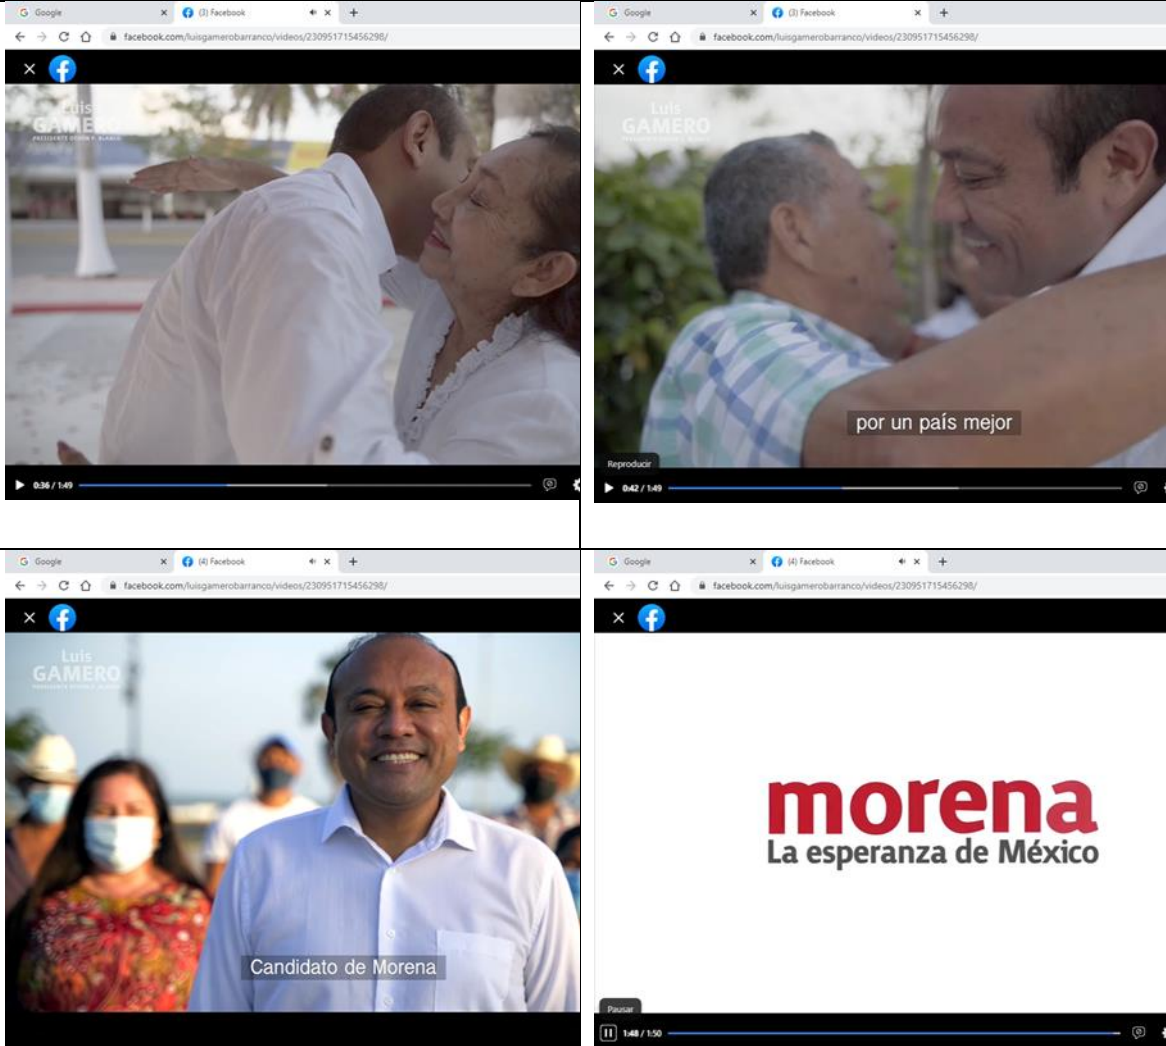 Google
(3) Facebook
facebook.com/luisgamerobarranco/videos/230951715456298/
Luis
GAMERO
0:36 / 1:49
Google
(3) Facebook
facebook.com/luisgamerobarranco/videos/230951715456298/
Luis
GAMERO
por un país mejor
Reproducir
0:42 / 1:49
Google
(4) Facebook
facebook.com/luisgamerobarranco/videos/230951715456298/
Luis
GAMERO
Candidato de Morena
Google
(4) Facebook
facebook.com/luisgamerobarranco/videos/230951715456298/
morena
La esperanza de México
Pausar
1:48 / 1:50